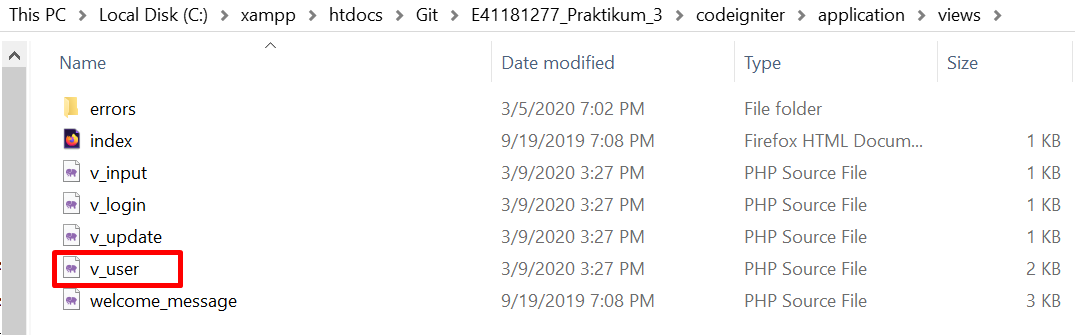 This PC > Local Disk (C:) > xampp > htdocs > Git > E41181277_Praktikum_3 > codeigniter > application > views >
Name Date modified Type Size
errors 3/5/2020 7:02 PM File folder
index 9/19/2019 7:08 PM Firefox HTML Docum... 1 KB
v_input 3/9/2020 3:27 PM PHP Source File 1 KB
v_login 3/9/2020 3:27 PM PHP Source File 1 KB
v_update 3/9/2020 3:27 PM PHP Source File 1 KB
v_user 3/9/2020 3:27 PM PHP Source File 2 KB
welcome_message 9/19/2019 7:08 PM PHP Source File 3 KB